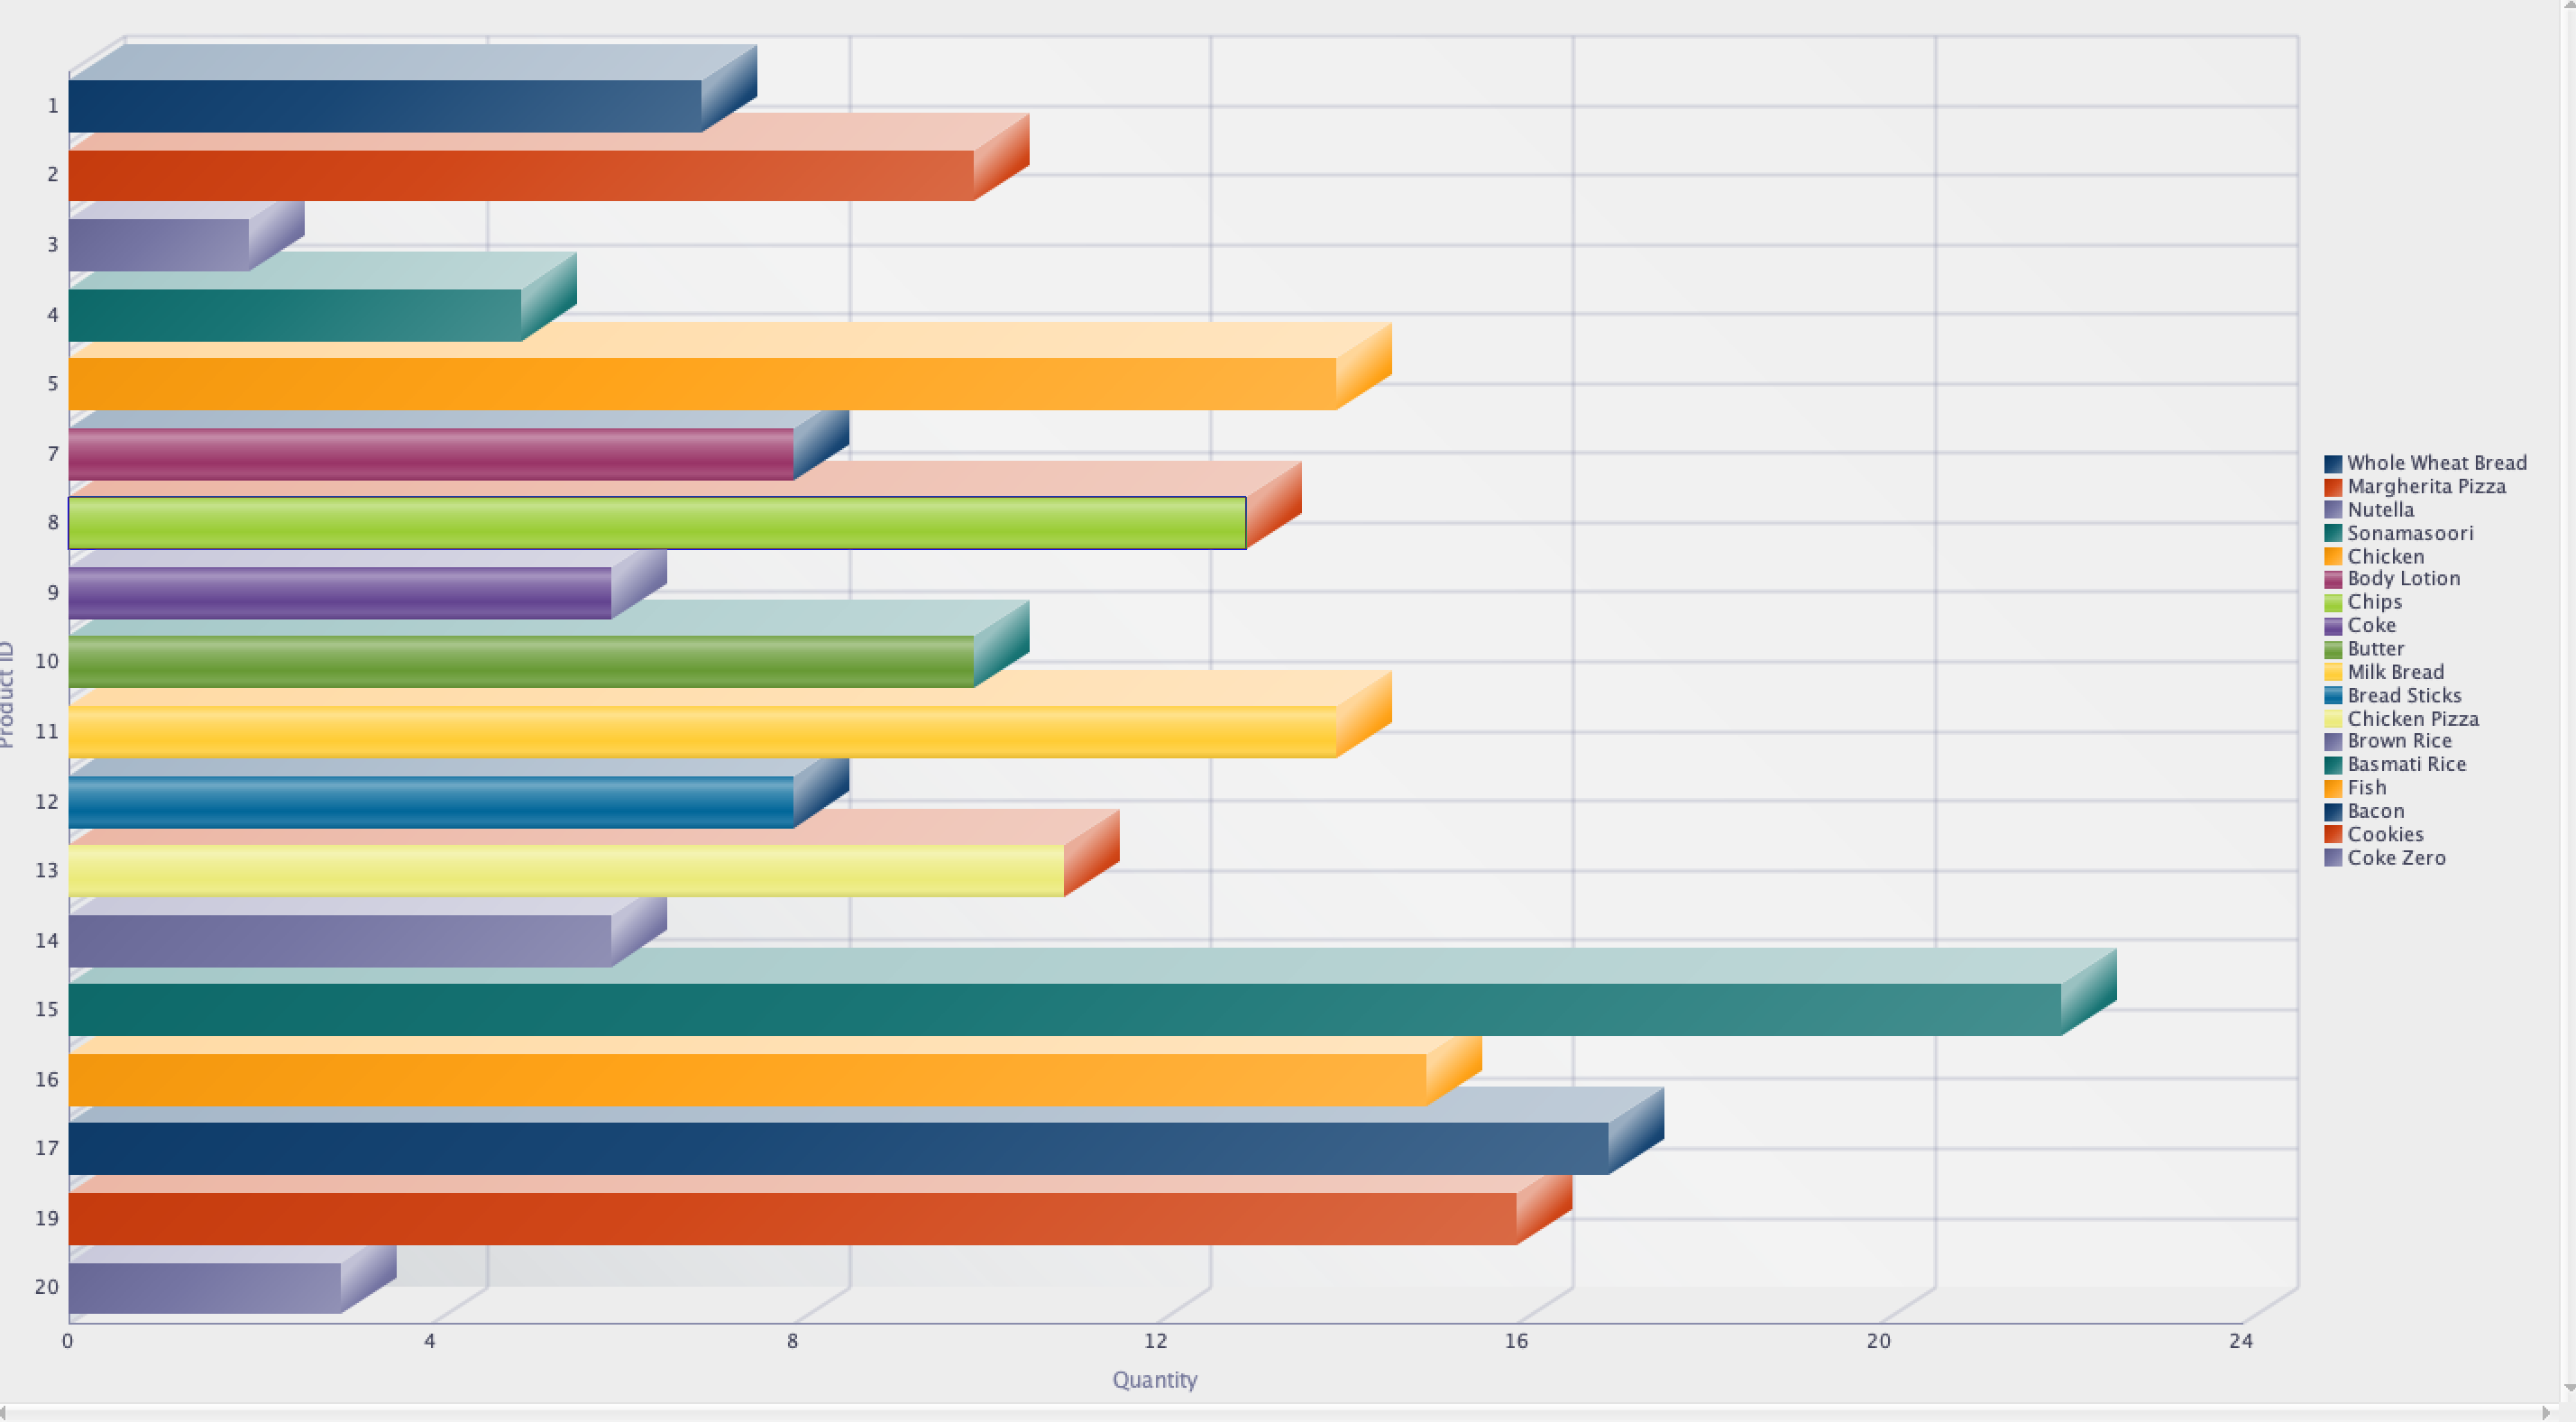 1
2
3
4
5
7
8
9
10
11
12
13
14
15
16
17
19
20
Product ID
0 4 8 12 16 20 24
Quantity
Whole Wheat Bread
Margherita Pizza
Nutella
Sonamasoori
Chicken
Body Lotion
Chips
Coke
Butter
Milk Bread
Bread Sticks
Chicken Pizza
Brown Rice
Basmati Rice
Fish
Bacon
Cookies
Coke Zero